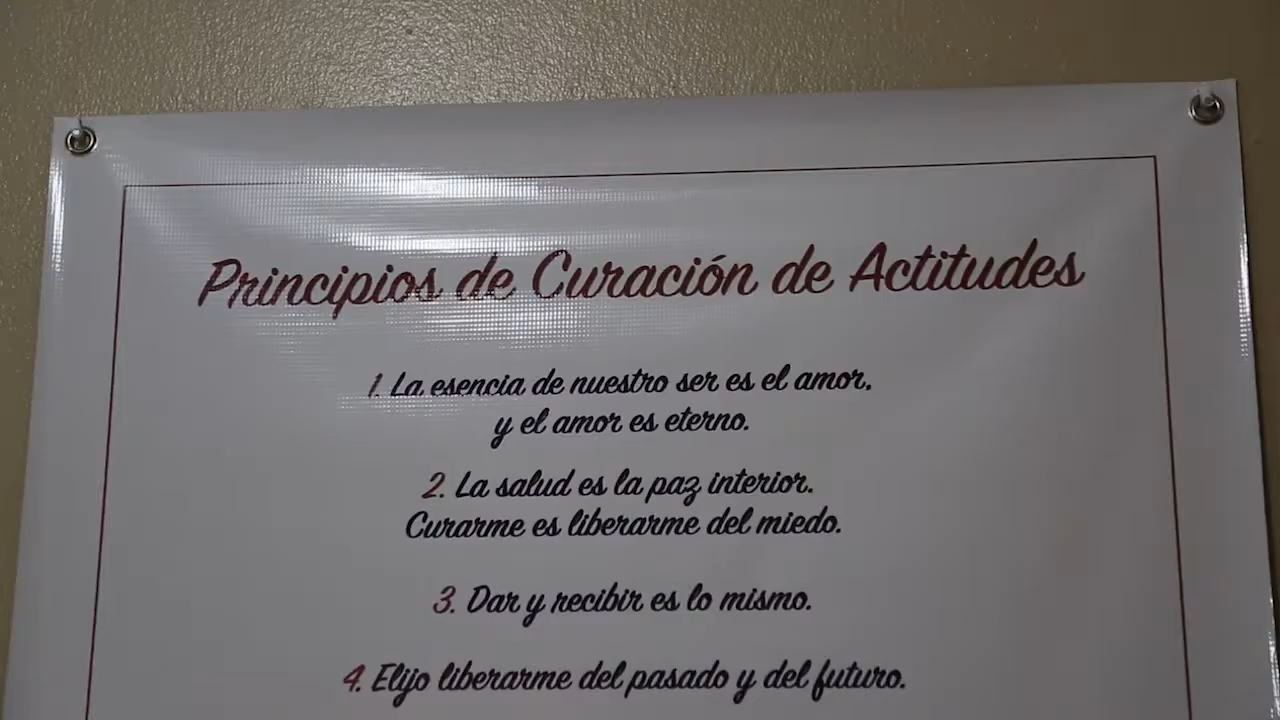 Principios de Curación de Actitudes
1. La esencia de nuestro ser es el amor,
y el amor es eterno.
2. La salud es la paz interior.
Curarme es liberarme del miedo.
3. Dar y recibir es lo mismo.
4. Elijo liberarme del pasado y del futuro.